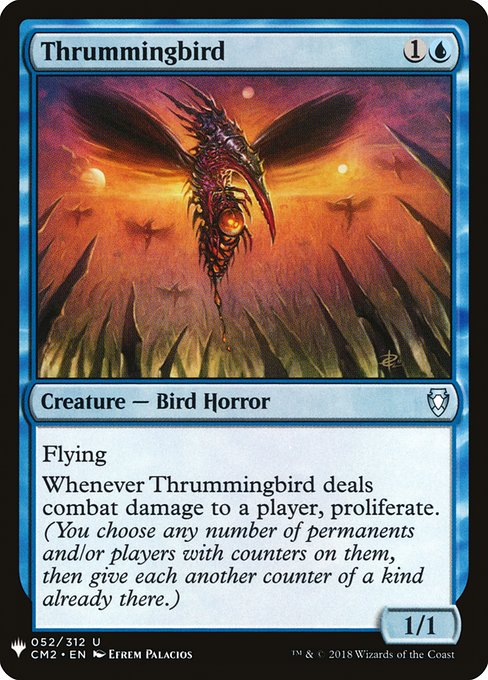 Thrummingbird 1
Creature — Bird Horror
Flying
Whenever Thrummingbird deals
combat damage to a player, proliferate.
(You choose any number of permanents
and/or players with counters on them,
then give each another counter of a kind
already there.)
1/1
052/312 U
CM2 • EN Efrem Palacios
™ & © 2018 Wizards of the Coast